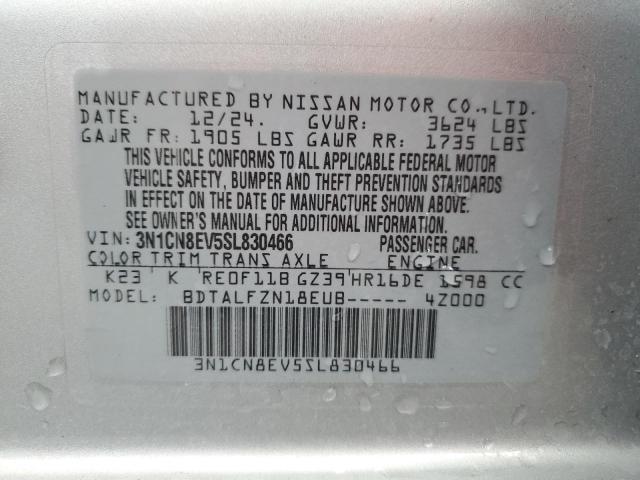 MANUFACTURED BY NISSAN MOTOR CO.,LTD.
DATE: 12/24. GVWR: 3624 LBS
GAWR FR: 1905 LBS GAWR RR: 1735 LBS
THIS VEHICLE CONFORMS TO ALL APPLICABLE FEDERAL MOTOR
VEHICLE SAFETY, BUMPER AND THEFT PREVENTION STANDARDS
IN EFFECT ON THE DATE OF MANUFACTURE SHOWN ABOVE.
SEE OWNER'S MANUAL FOR ADDITIONAL INFORMATION.
VIN: 3N1CN8EV5SL830466 PASSENGER CAR.
COLOR TRIM TRANS AXLE ENGINE
K23 K RE0F11B GZ39 HR16DE 1598 CC
MODEL: BDTALFZN18EUB----- 4Z000
3N1CN8EV5SL830466